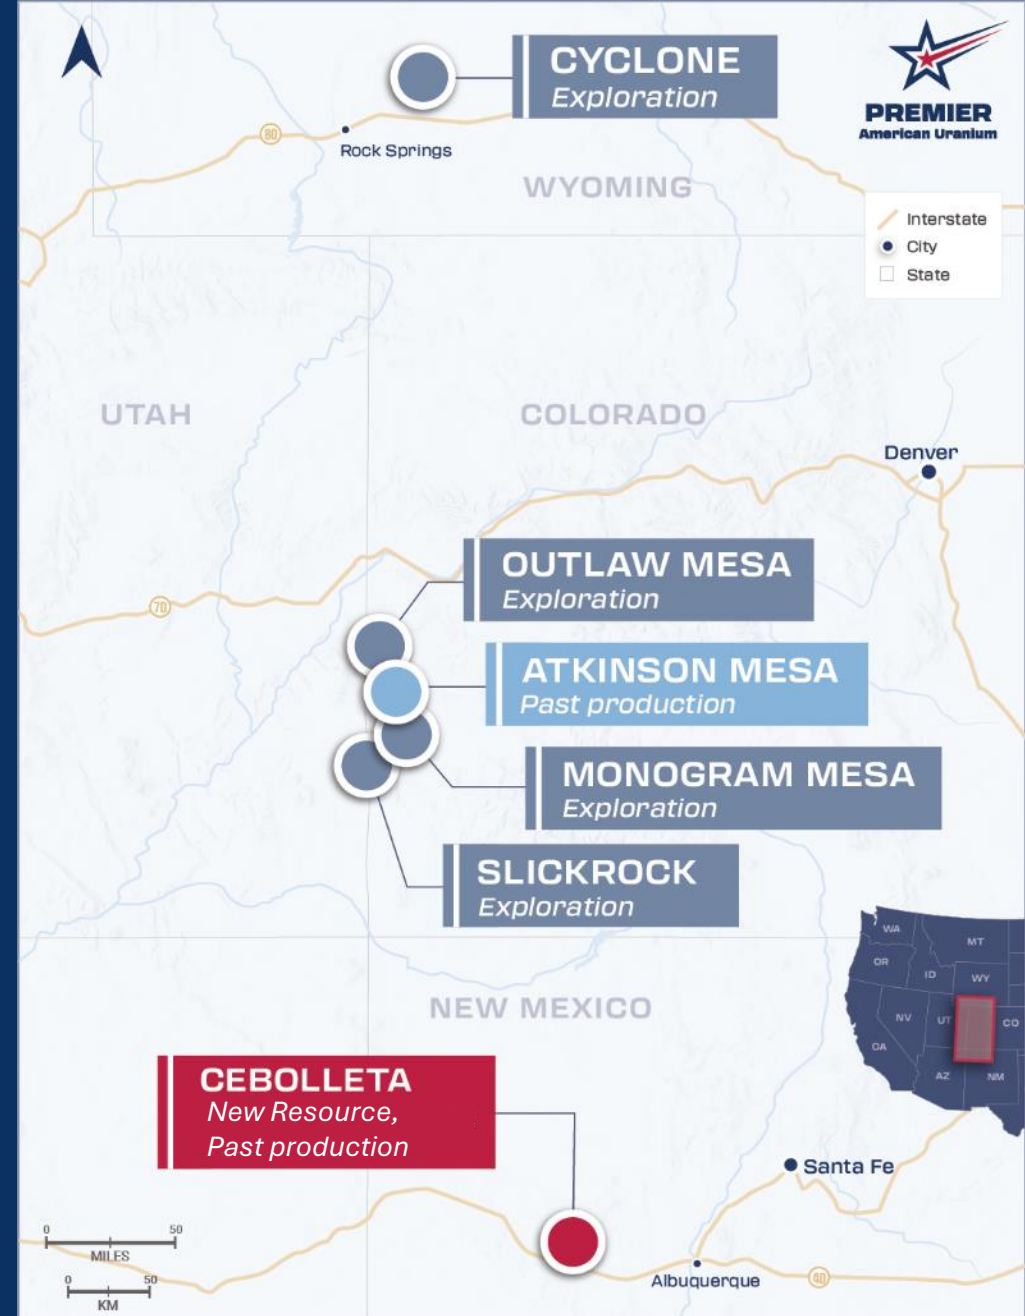 CYCLONE
Exploration
PREMIER
American Uranium
80
Rock Springs
WYOMING
Interstate
City
State
UTAH
COLORADO
Denver
OUTLAW MESA
Exploration
70
ATKINSON MESA
Past production
MONOGRAM MESA
Exploration
SLICKROCK
Exploration
WA
MT
OR
ID
WY
NV
UT
CO
CA
AZ
NM
NEW MEXICO
CEBOLLETA
New Resource,
Past production
Santa Fe
0 50
MILES
0 50
KM
Albuquerque
40